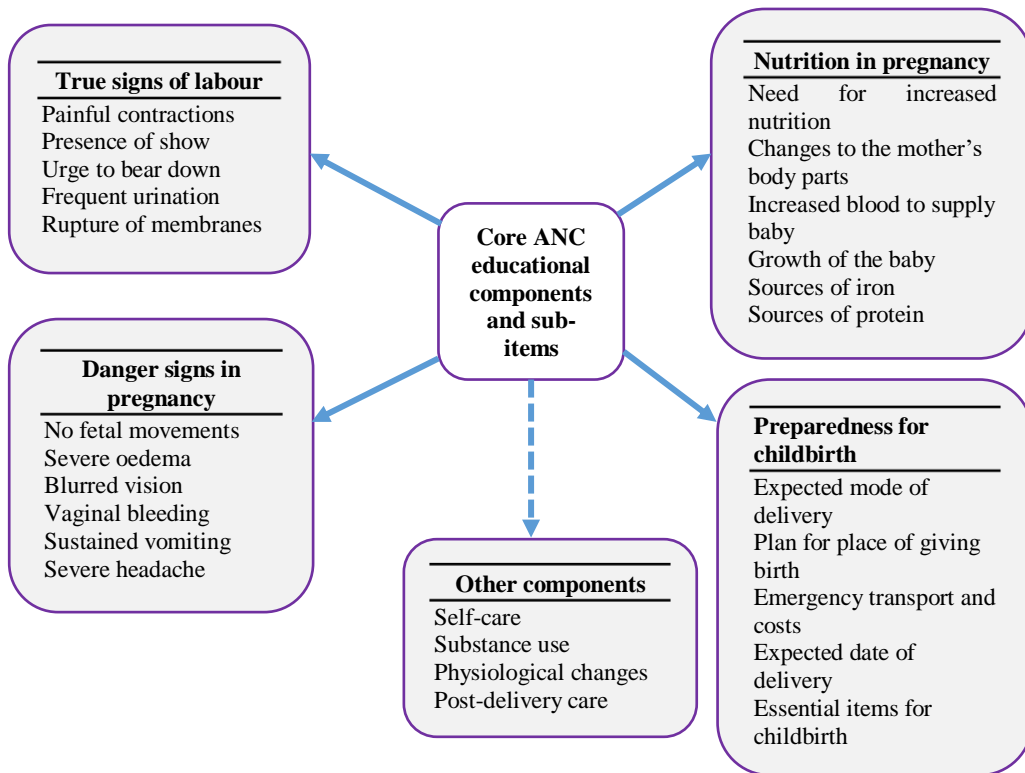 True signs of labour
Painful contractions
Presence of show
Urge to bear down
Frequent urination
Rupture of membranes
Nutrition in pregnancy
Need for increased
nutrition
Changes to the mother’s
body parts
Increased blood to supply
baby
Growth of the baby
Sources of iron
Sources of protein
Core ANC
educational
components
and sub-
items
Danger signs in
pregnancy
No fetal movements
Severe oedema
Blurred vision
Vaginal bleeding
Sustained vomiting
Severe headache
Other components
Self-care
Substance use
Physiological changes
Post-delivery care
Preparedness for
childbirth
Expected mode of
delivery
Plan for place of giving
birth
Emergency transport and
costs
Expected date of
delivery
Essential items for
childbirth